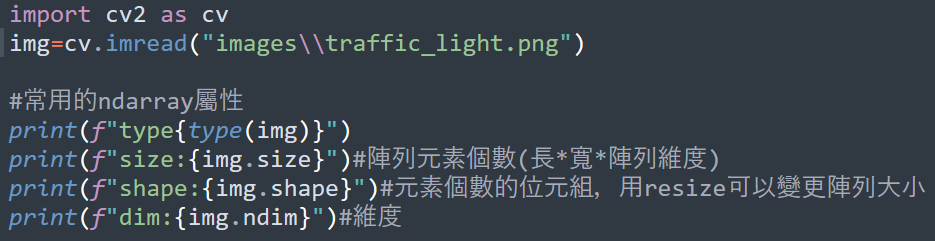 import cv2 as cv
img=cv.imread("images\\traffic_light.png")
#常用的ndarray屬性
print(f"type{type(img)}")
print(f"size:{img.size}")#陣列元素個數(長*寬*陣列維度)
print(f"shape:{img.shape}")#元素個數的位元組，用resize可以變更陣列大小
print(f"dim:{img.ndim}")#維度